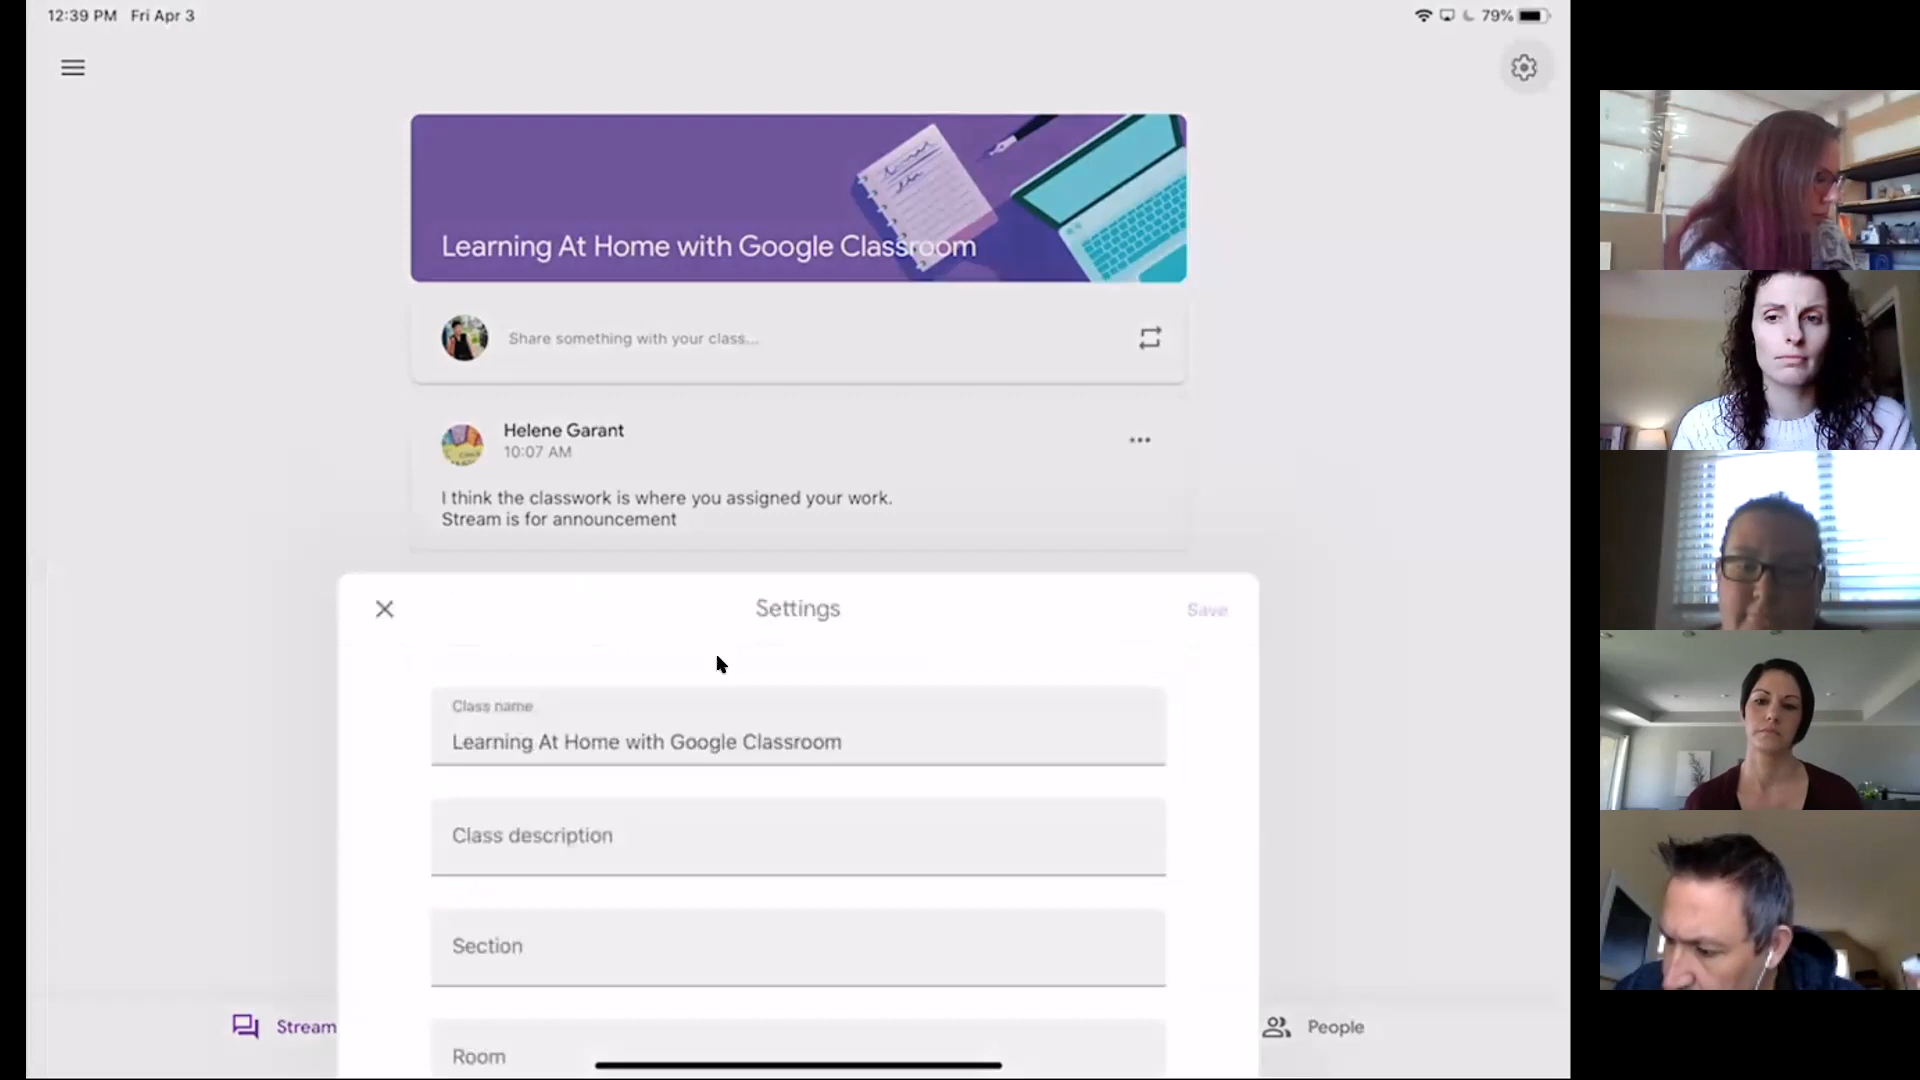 12:39 PM Fri Apr 3
79%
Learning At Home with Google Classroom
Share something with your class...
Helene Garant
10:07 AM
I think the classwork is where you assigned your work.
Stream is for announcement
Settings
Save
Class name
Learning At Home with Google Classroom
Class description
Section
Room
Stream
People